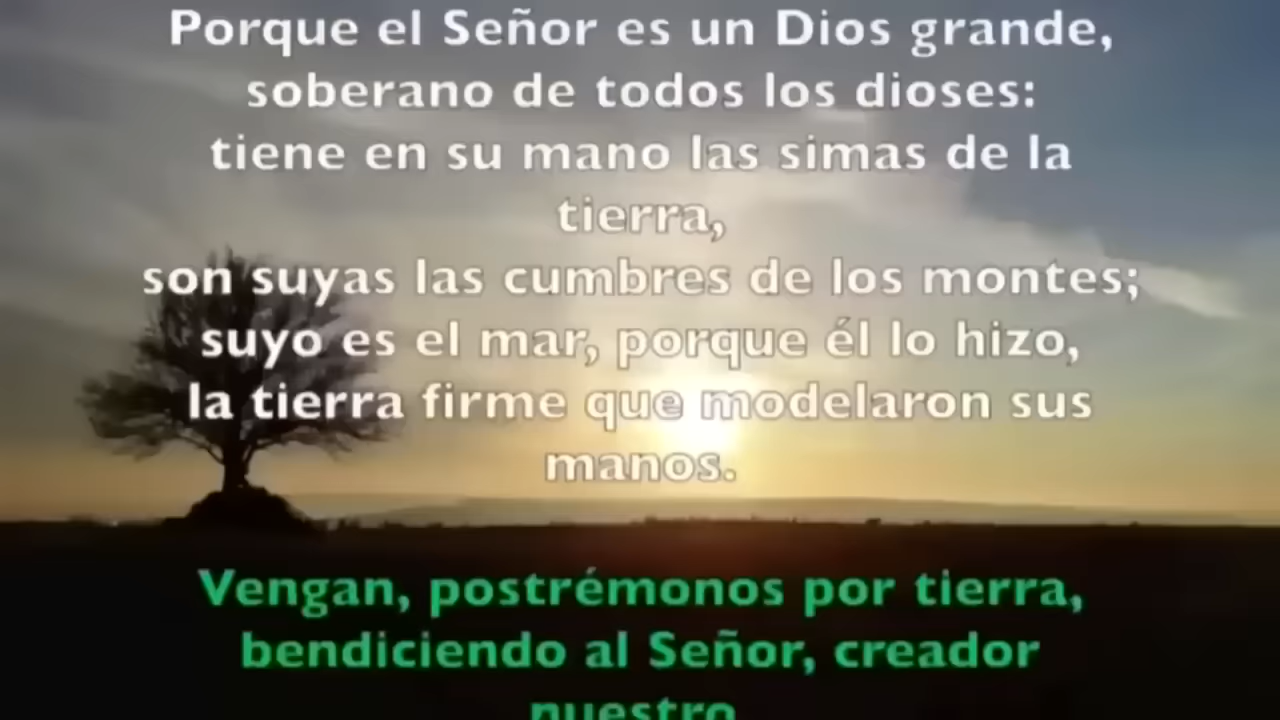 Porque el Señor es un Dios grande,
soberano de todos los dioses:
tiene en su mano las simas de la
tierra,
son suyas las cumbres de los montes;
suyo es el mar, porque él lo hizo,
la tierra firme que modelaron sus
manos.
Vengan, postrémonos por tierra,
bendiciendo al Señor, creador
nuestro